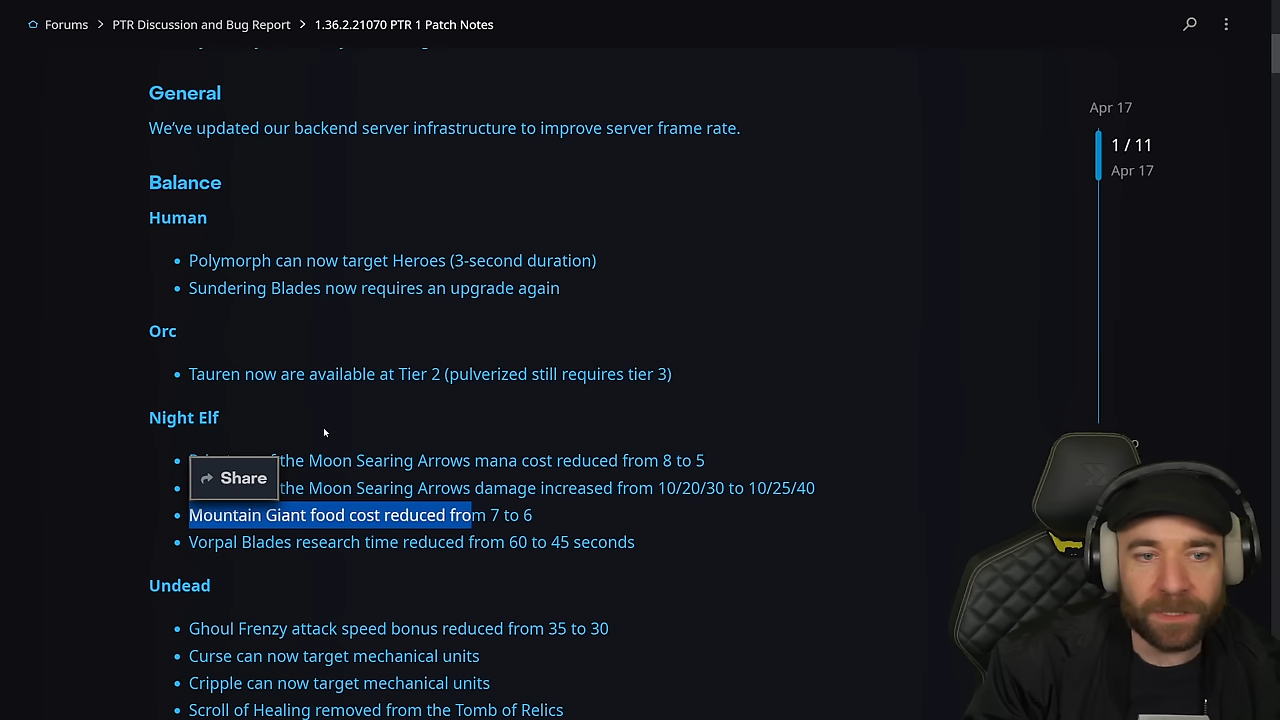 Forums > PTR Discussion and Bug Report > 1.36.2.21070 PTR 1 Patch Notes
General
We've updated our backend server infrastructure to improve server frame rate.
Apr 17
1 / 11
Apr 17
Balance
Human
Polymorph can now target Heroes (3-second duration)
Sundering Blades now requires an upgrade again
Orc
Tauren now are available at Tier 2 (pulverized still requires tier 3)
Night Elf
the Moon Searing Arrows mana cost reduced from 8 to 5
Share
the Moon Searing Arrows damage increased from 10/20/30 to 10/25/40
Mountain Giant food cost reduced from 7 to 6
Vorpal Blades research time reduced from 60 to 45 seconds
Undead
Ghoul Frenzy attack speed bonus reduced from 35 to 30
Curse can now target mechanical units
Cripple can now target mechanical units
Scroll of Healing removed from the Tomb of Relics